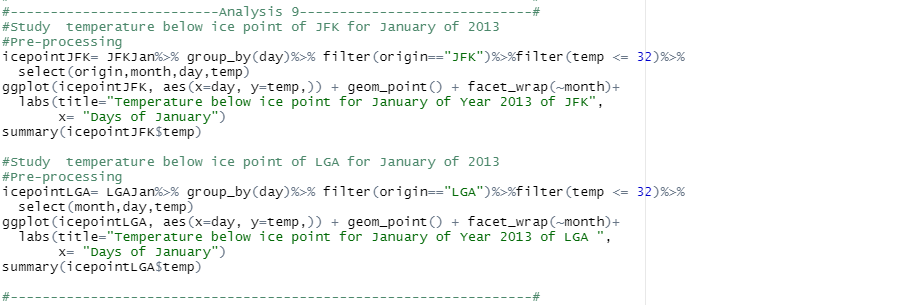 #--------------------------Analysis 9-----------------------------#
#Study  temperature below ice point of JFK for January of 2013
#Pre-processing
icepointJFK= JFKJan%>% group_by(day)%>% filter(origin=="JFK")%>%filter(temp <= 32)%>%
  select(origin,month,day,temp)
ggplot(icepointJFK, aes(x=day, y=temp,)) + geom_point() + facet_wrap(~month)+
  labs(title="Temperature below ice point for January of Year 2013 of JFK",
       x= "Days of January")
summary(icepointJFK$temp)

#Study  temperature below ice point of LGA for January of 2013
#Pre-processing
icepointLGA= LGAJan%>% group_by(day)%>% filter(origin=="LGA")%>%filter(temp <= 32)%>%
  select(month,day,temp)
ggplot(icepointLGA, aes(x=day, y=temp,)) + geom_point() + facet_wrap(~month)+
  labs(title="Temperature below ice point for January of Year 2013 of LGA ",
       x= "Days of January")
summary(icepointLGA$temp)

#-----------------------------------------------------------------#